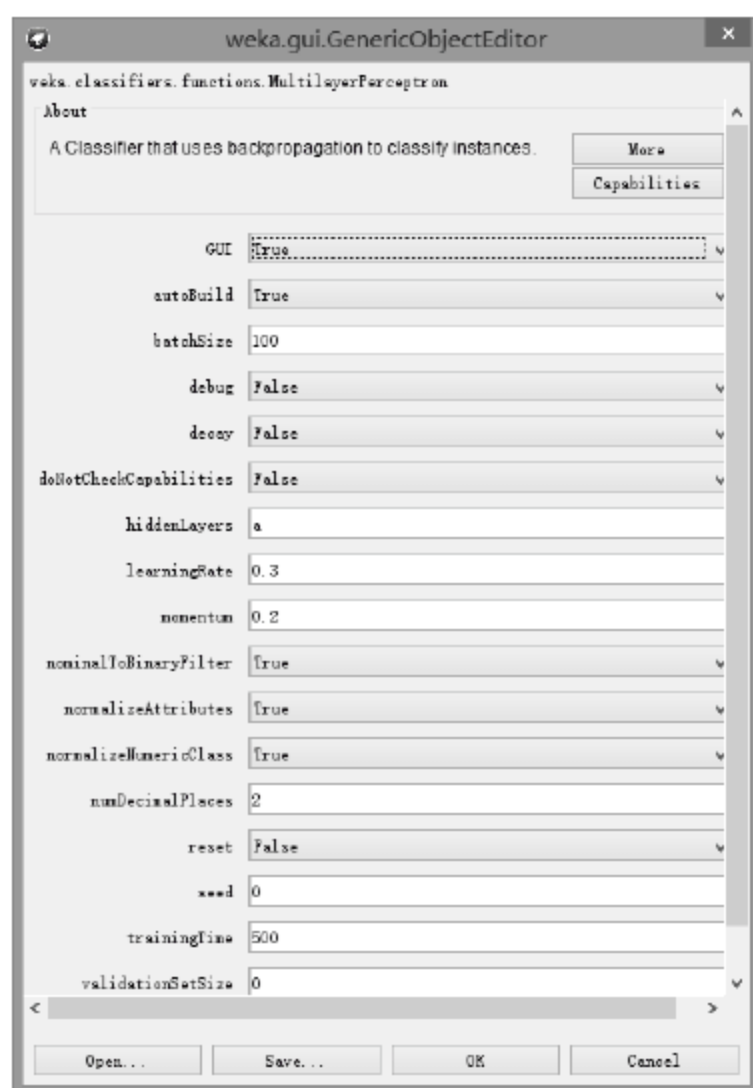 weka.gui.GenericObjectEditor
weka.classifiers.functions.MultilayerPerceptron
About
A Classifier that uses backpropagation to classify instances.
More
Capabilities
GUI True
autoBuild True
batchSize 100
debug False
decay False
doNotCheckCapabilities False
hiddenLayers a
learningRate 0.3
momentum 0.2
nominalToBinaryFilter True
normalizeAttributes True
normalizeNumericClass True
numDecimalPlaces 2
reset False
seed 0
trainingTime 500
validationSetSize 0
Open... Save... OK Cancel